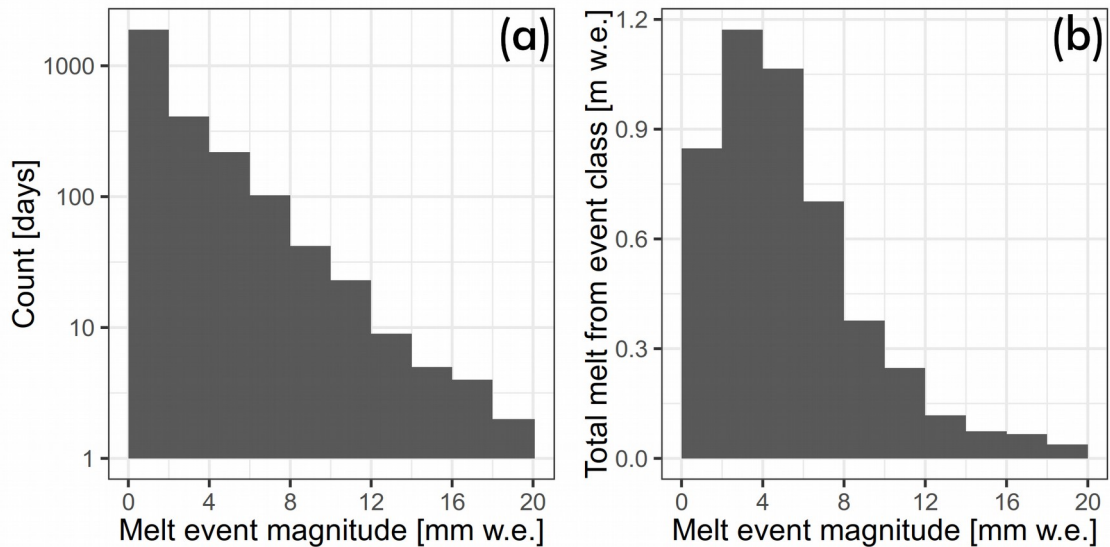 (a)
Count [days]
1000
100
10
1
0 4 8 12 16 20
Melt event magnitude [mm w.e.]
(b)
Total melt from event class [m w.e.]
1.2
0.9
0.6
0.3
0.0
0 4 8 12 16 20
Melt event magnitude [mm w.e.]